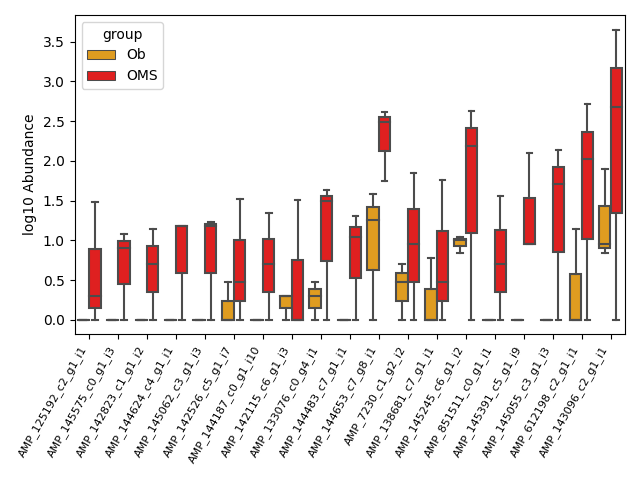 group
Ob
OMS
log10 Abundance
3.5
3.0
2.5
2.0
1.5
1.0
0.5
0.0
AMP_125192_c2_g1_i1
AMP_145575_c0_g1_i3
AMP_142823_c1_g1_i2
AMP_144624_c4_g1_i1
AMP_145062_c3_g1_i3
AMP_142526_c5_g1_i7
AMP_144187_c0_g1_i10
AMP_142115_c6_g1_i3
AMP_133076_c0_g4_i1
AMP_144483_c7_g1_i1
AMP_144653_c7_g8_i1
AMP_7230_c1_g2_i2
AMP_138681_c7_g1_i1
AMP_145245_c6_g1_i2
AMP_851511_c0_g1_i1
AMP_145391_c5_g1_i9
AMP_145055_c3_g1_i3
AMP_612198_c2_g1_i1
AMP_143096_c2_g1_i1